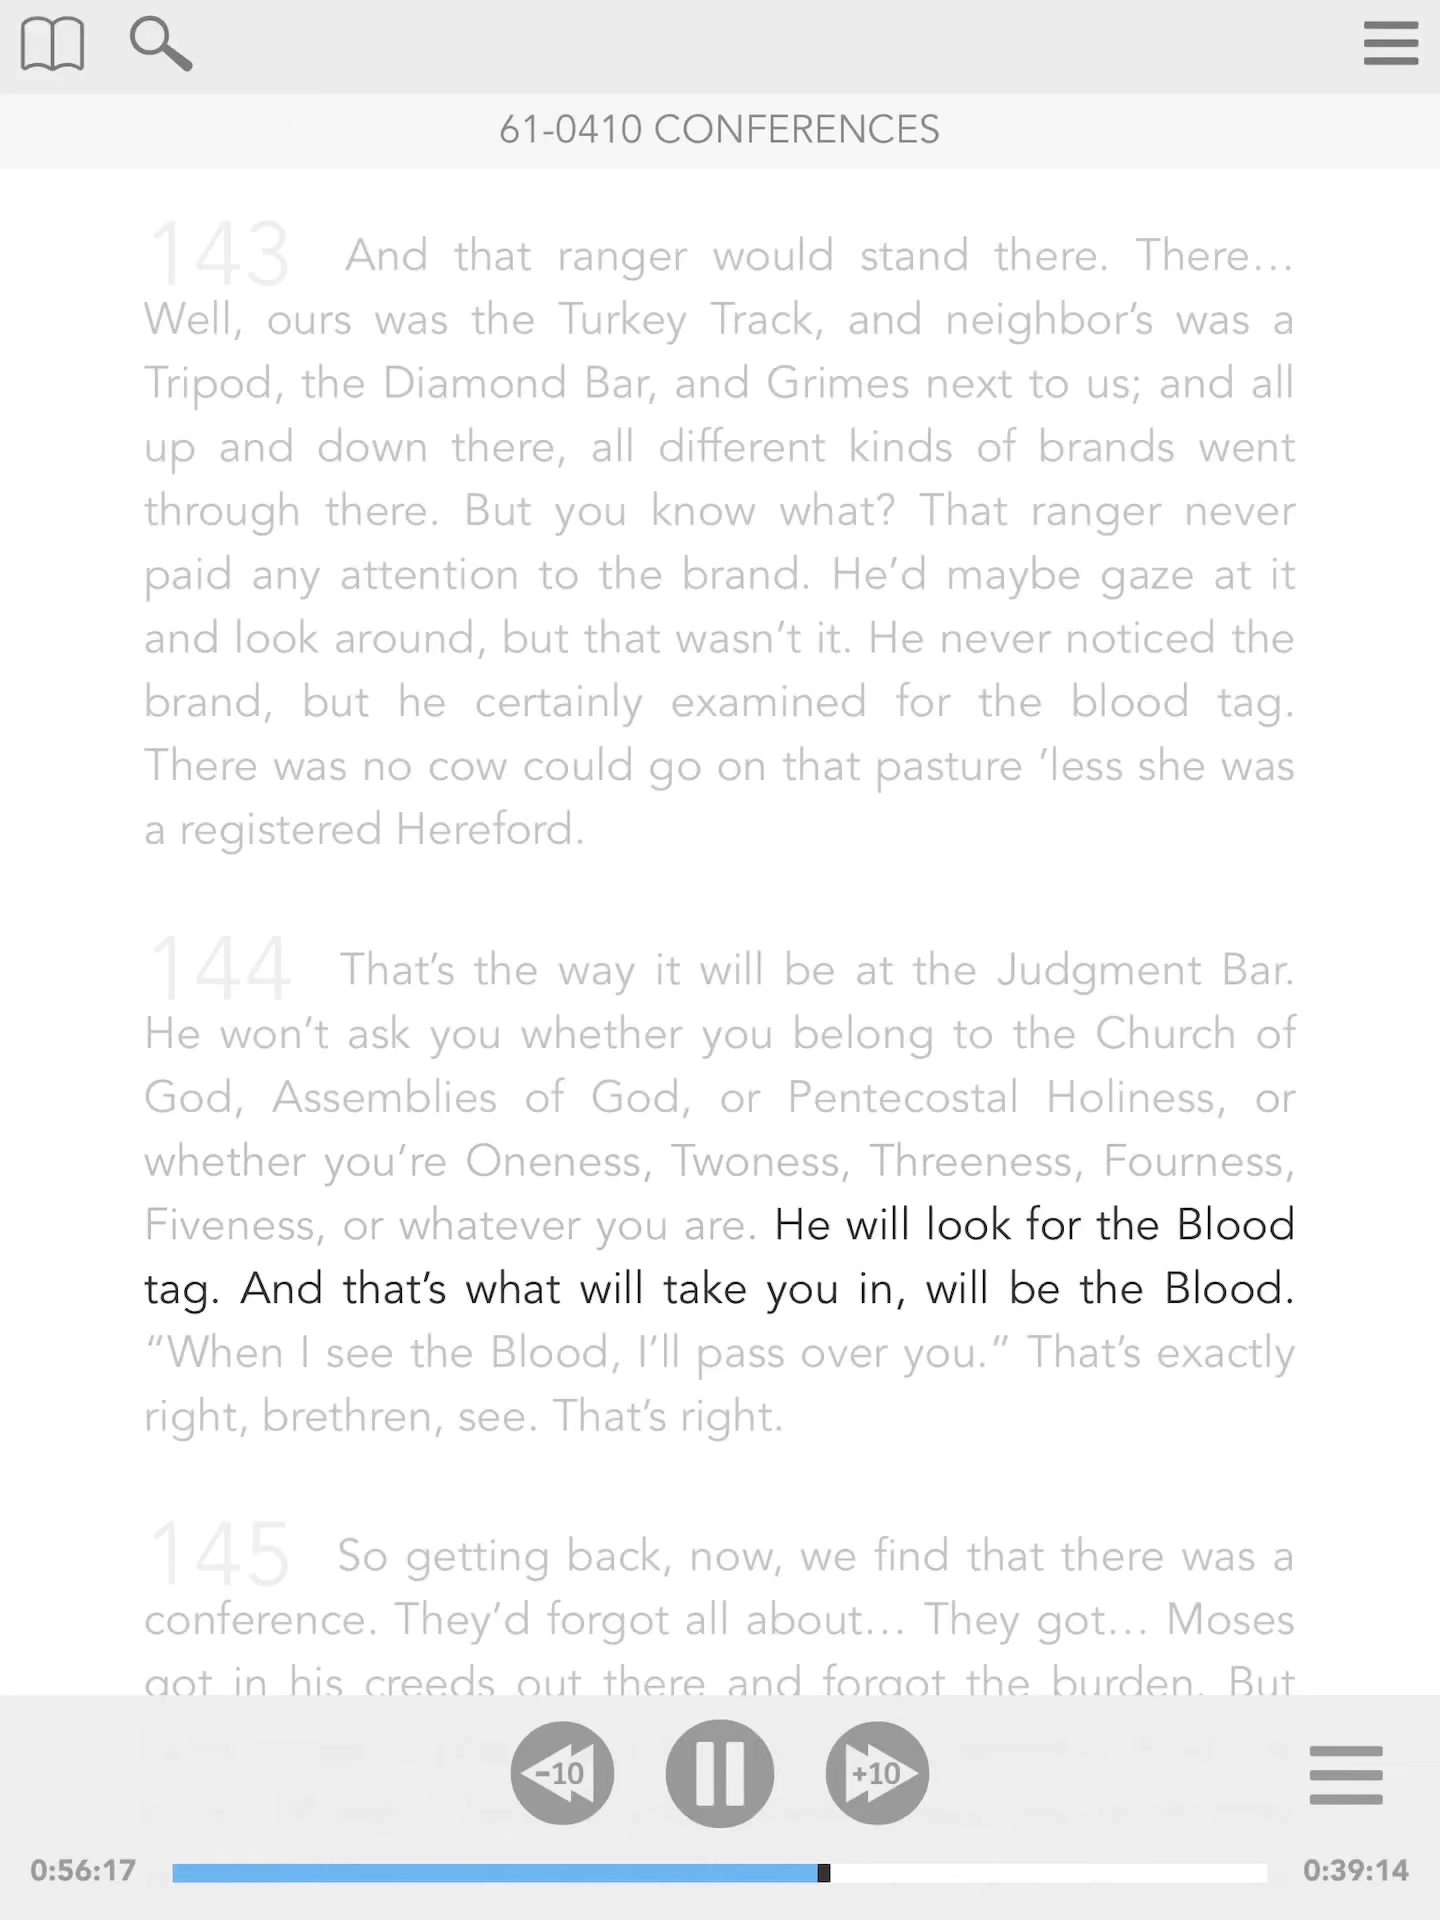 61-0410 CONFERENCES
143 And that ranger would stand there. There…
Well, ours was the Turkey Track, and neighbor’s was a
Tripod, the Diamond Bar, and Grimes next to us; and all
up and down there, all different kinds of brands went
through there. But you know what? That ranger never
paid any attention to the brand. He’d maybe gaze at it
and look around, but that wasn’t it. He never noticed the
brand, but he certainly examined for the blood tag.
There was no cow could go on that pasture ’less she was
a registered Hereford.
144 That’s the way it will be at the Judgment Bar.
He won’t ask you whether you belong to the Church of
God, Assemblies of God, or Pentecostal Holiness, or
whether you’re Oneness, Twoness, Threeness, Fourness,
Fiveness, or whatever you are. He will look for the Blood
tag. And that’s what will take you in, will be the Blood.
“When I see the Blood, I’ll pass over you.” That’s exactly
right, brethren, see. That’s right.
145 So getting back, now, we find that there was a
conference. They’d forgot all about… They got… Moses
got in his creeds out there and forgot the burden. But
-10 +10
0:56:17 0:39:14